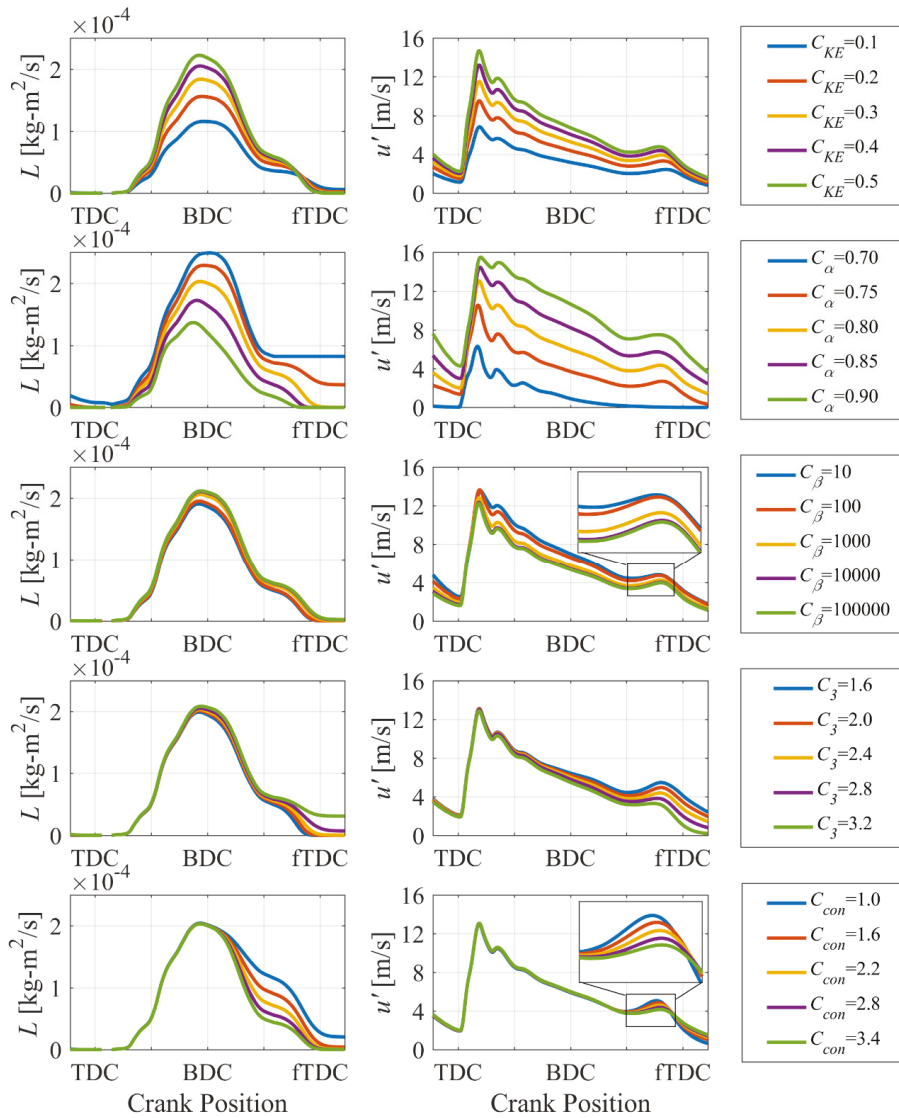 ×10⁻⁴
L [kg-m²/s]
2
1
0
TDC BDC fTDC
u′ [m/s]
16
12
8
4
0
TDC BDC fTDC
C_KE=0.1
C_KE=0.2
C_KE=0.3
C_KE=0.4
C_KE=0.5
×10⁻⁴
L [kg-m²/s]
2
1
0
TDC BDC fTDC
u′ [m/s]
16
12
8
4
0
TDC BDC fTDC
C_α=0.70
C_α=0.75
C_α=0.80
C_α=0.85
C_α=0.90
×10⁻⁴
L [kg-m²/s]
2
1
0
TDC BDC fTDC
u′ [m/s]
16
12
8
4
0
TDC BDC fTDC
C_β=10
C_β=100
C_β=1000
C_β=10000
C_β=100000
×10⁻⁴
L [kg-m²/s]
2
1
0
TDC BDC fTDC
u′ [m/s]
16
12
8
4
0
TDC BDC fTDC
C_3=1.6
C_3=2.0
C_3=2.4
C_3=2.8
C_3=3.2
×10⁻⁴
L [kg-m²/s]
2
1
0
TDC BDC fTDC
Crank Position
u′ [m/s]
16
12
8
4
0
TDC BDC fTDC
Crank Position
C_con=1.0
C_con=1.6
C_con=2.2
C_con=2.8
C_con=3.4